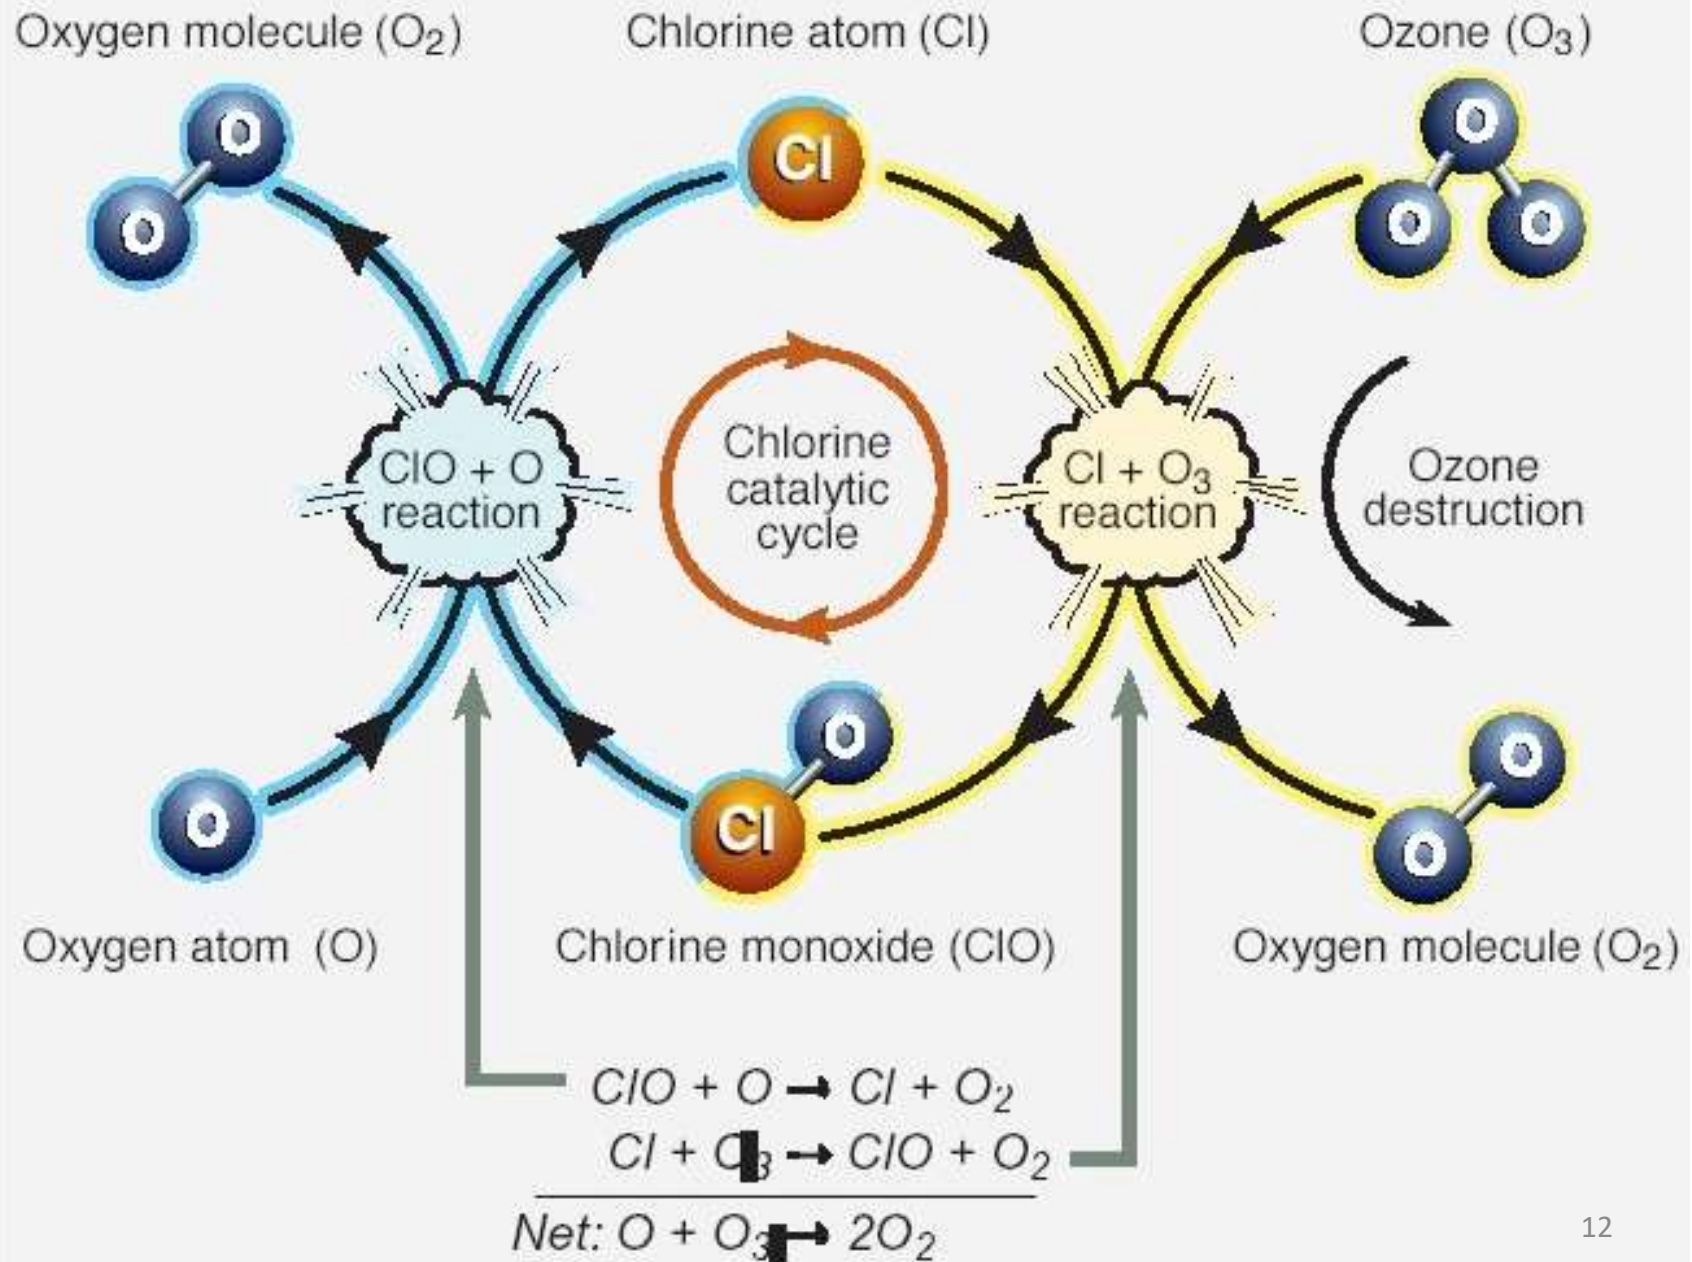 Oxygen molecule (O₂)
Chlorine atom (Cl)
Ozone (O₃)
O
O
Cl
O
O
O
ClO + O
reaction
Chlorine
catalytic
cycle
Cl + O₃
reaction
Ozone
destruction
O
Cl
O
O
O
Oxygen atom (O)
Chlorine monoxide (ClO)
Oxygen molecule (O₂)
ClO + O → Cl + O₂
Cl + O₃ → ClO + O₂
Net: O + O₃ → 2O₂
12